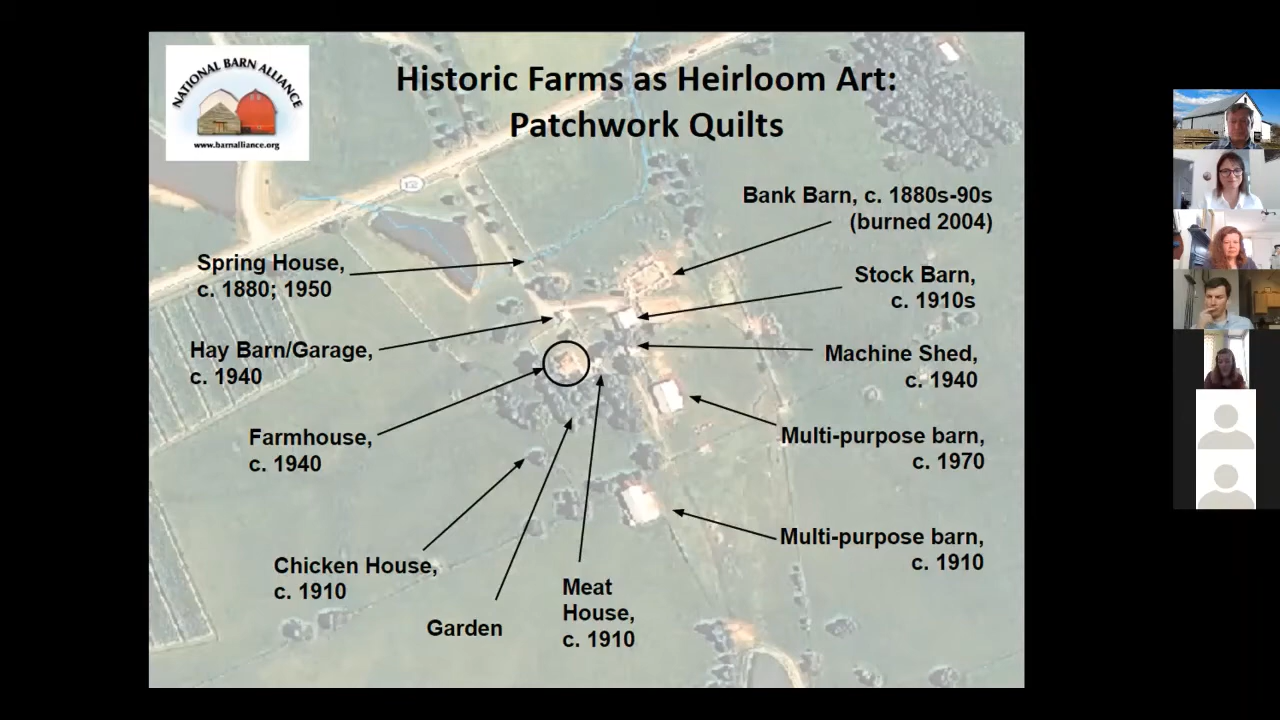 NATIONAL BARN ALLIANCE
www.barnalliance.org
Historic Farms as Heirloom Art:
Patchwork Quilts
Bank Barn, c. 1880s-90s
(burned 2004)
Spring House,
c. 1880; 1950
Stock Barn,
c. 1910s
Hay Barn/Garage,
c. 1940
Machine Shed,
c. 1940
Farmhouse,
c. 1940
Multi-purpose barn,
c. 1970
Multi-purpose barn,
c. 1910
Chicken House,
c. 1910
Garden
Meat
House,
c. 1910